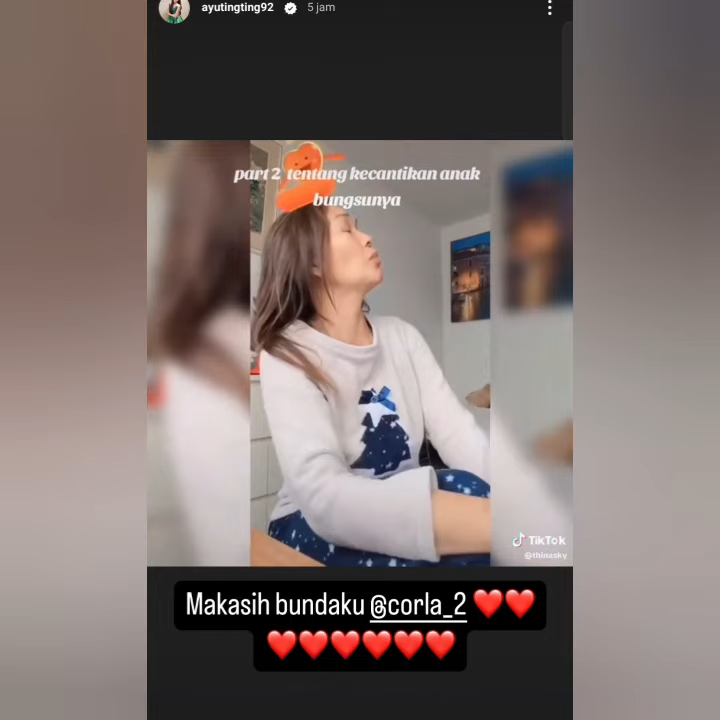 ayutingting92 5 jam
part 2 tentang kecantikan anak
bungsunya
TikTok
@thinasky
Makasih bundaku @corla_2 ❤️❤️
❤️❤️❤️❤️❤️❤️